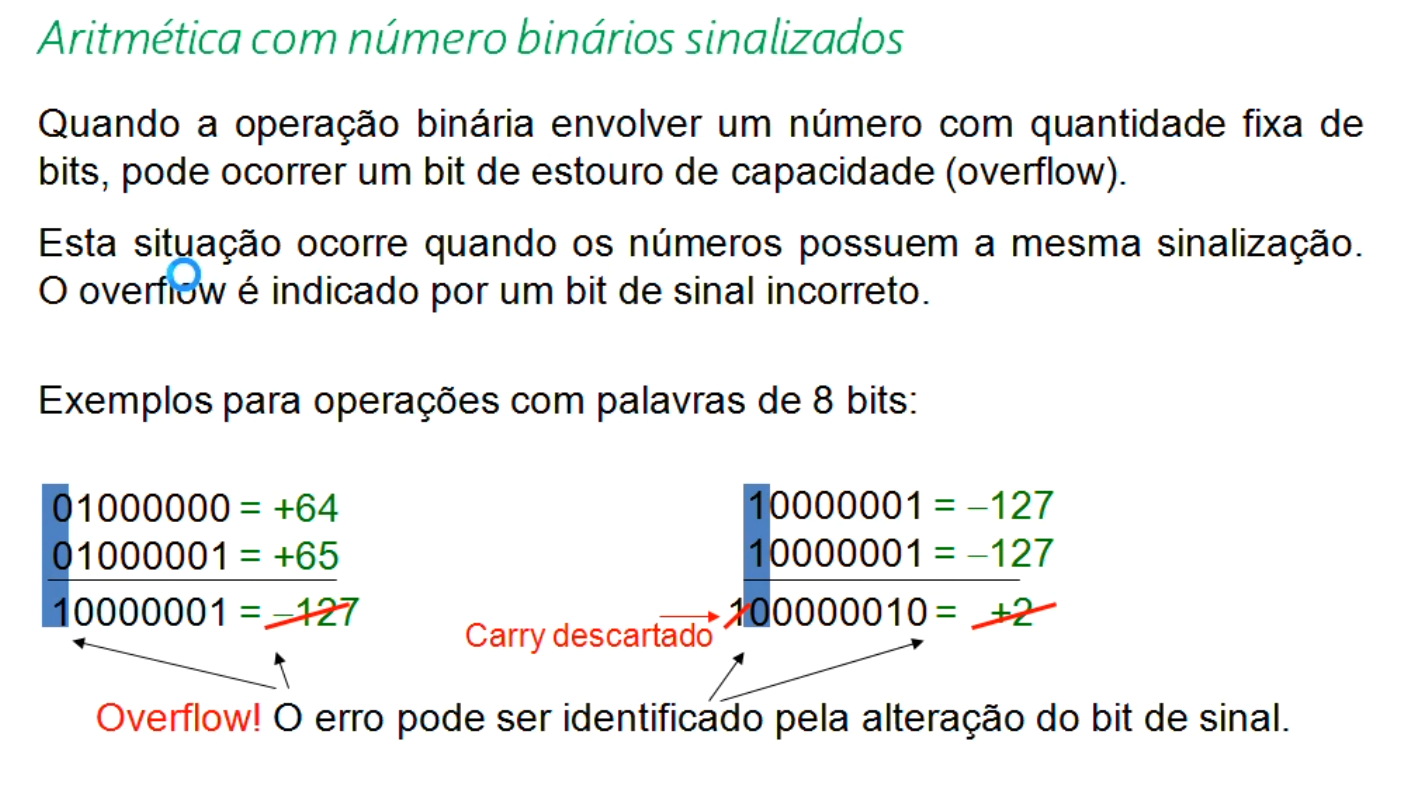 Aritmética com número binários sinalizados
Quando a operação binária envolver um número com quantidade fixa de
bits, pode ocorrer um bit de estouro de capacidade (overflow).
Esta situação ocorre quando os números possuem a mesma sinalização.
O overflow é indicado por um bit de sinal incorreto.
Exemplos para operações com palavras de 8 bits:
01000000 = +64
01000001 = +65
10000001 = –127
10000001 = –127
10000001 = –127
Carry descartado
100000010 = +2
Overflow! O erro pode ser identificado pela alteração do bit de sinal.